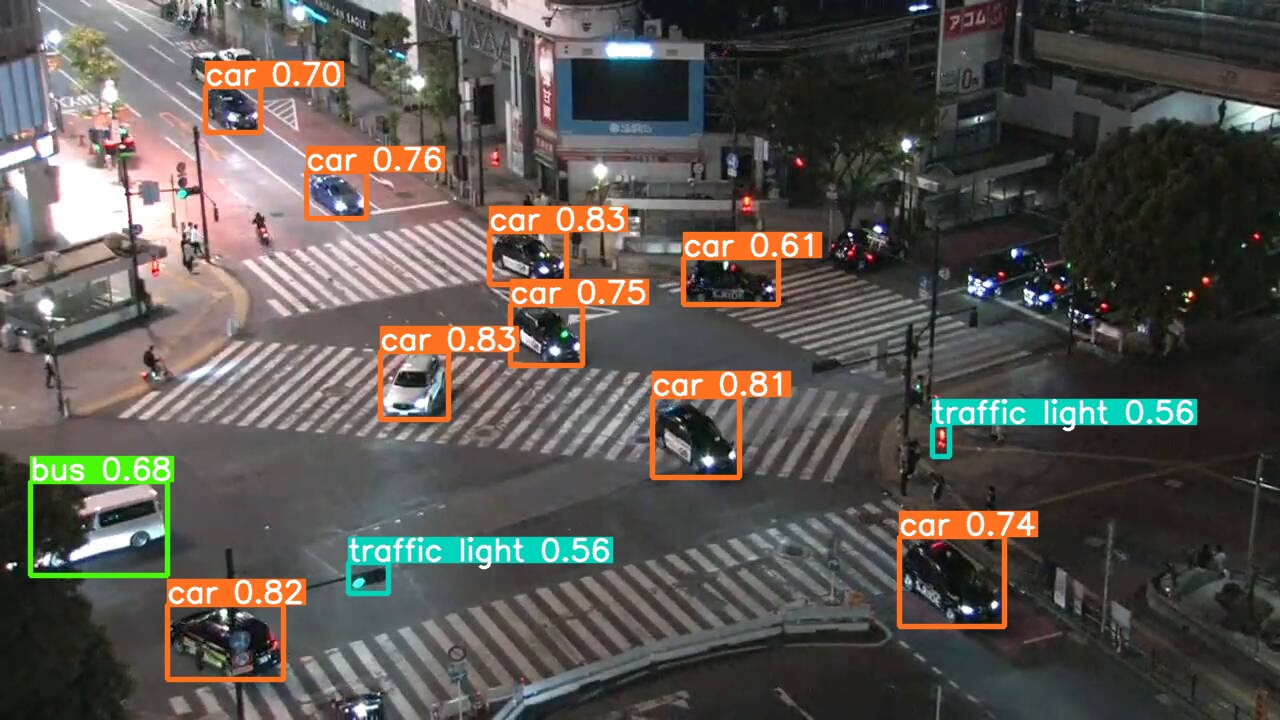 AMERICAN EAGLE
アコム
car 0.70
car 0.76
car 0.83
car 0.61
car 0.75
car 0.83
car 0.81
traffic light 0.56
bus 0.68
car 0.74
traffic light 0.56
car 0.82